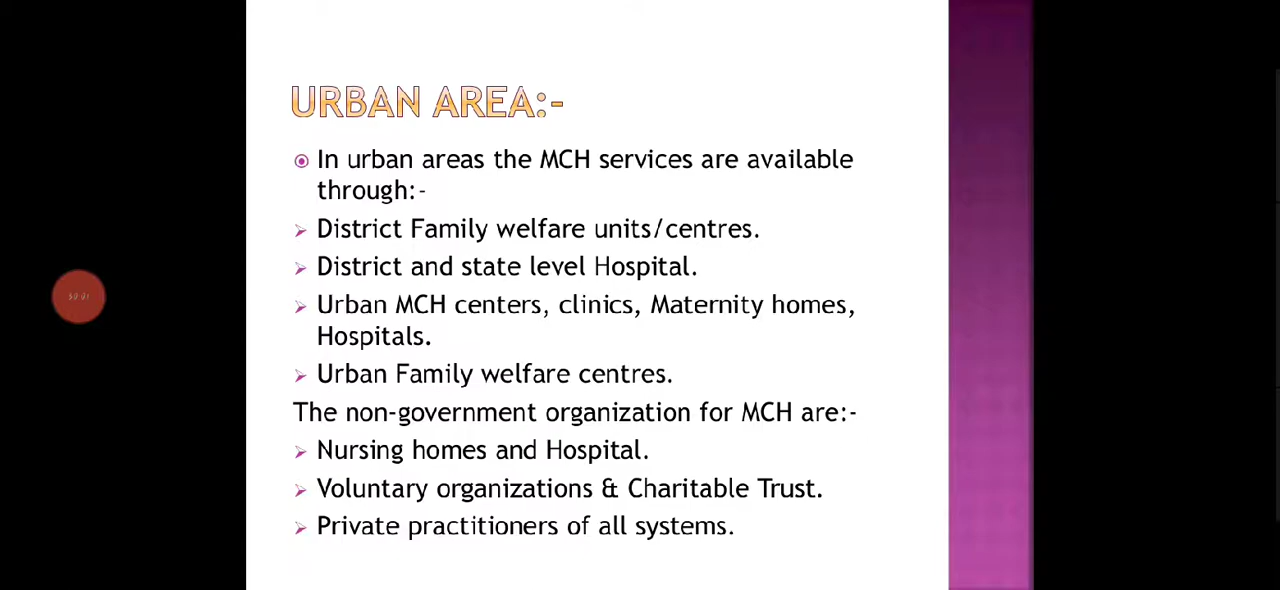 URBAN AREA:-
In urban areas the MCH services are available
through:-
District Family welfare units/centres.
District and state level Hospital.
Urban MCH centers, clinics, Maternity homes,
Hospitals.
Urban Family welfare centres.
The non-government organization for MCH are:-
Nursing homes and Hospital.
Voluntary organizations & Charitable Trust.
Private practitioners of all systems.